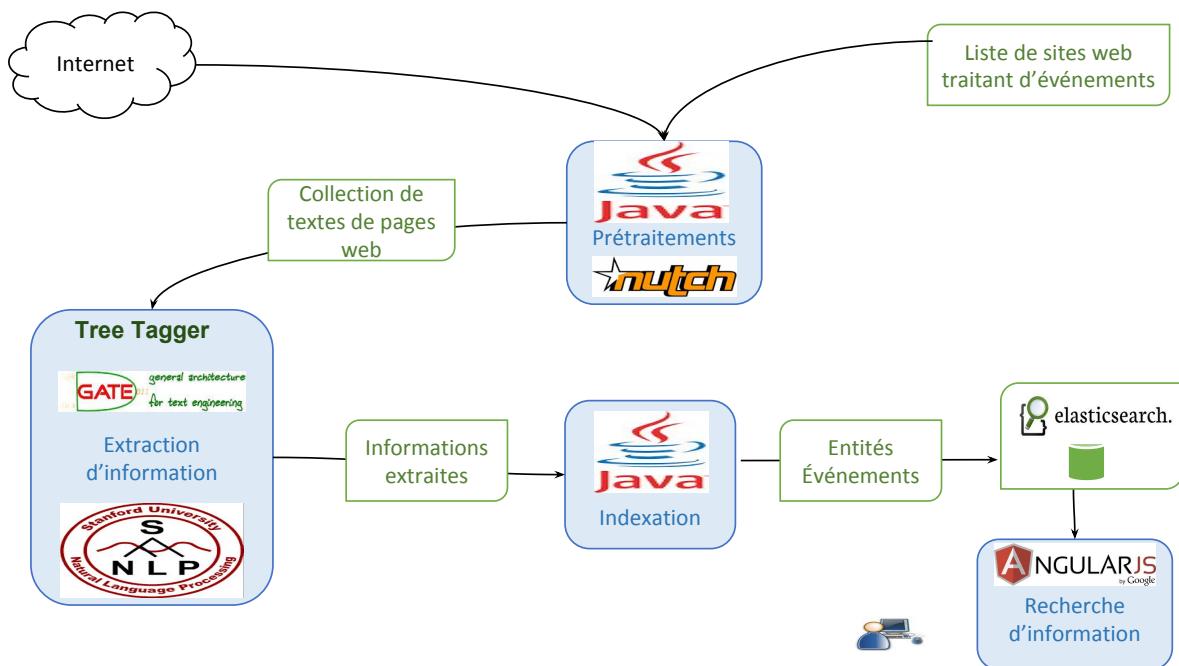 Internet
Liste de sites web
traitant d'événements
Java
Prétraitements
nutch
Collection de
textes de pages
web
Tree Tagger
GATE
general architecture
for text engineering
Extraction
d'information
Stanford University
S
NLP
Natural Language Processing
Informations
extraites
Java
Indexation
Entités
Événements
elasticsearch.
ANGULARJS
by Google
Recherche
d'information